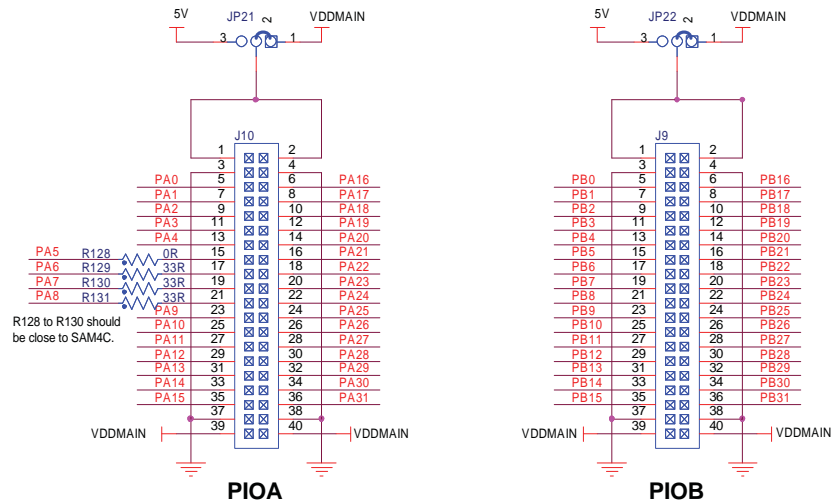 5V JP21 2 VDDMAIN
3 1
J10
1 2
3 4
PA0 5 6 PA16
PA1 7 8 PA17
PA2 9 10 PA18
PA3 11 12 PA19
PA4 13 14 PA20
PA5 R128 0R 15 16 PA21
PA6 R129 33R 17 18 PA22
PA7 R130 33R 19 20 PA23
PA8 R131 33R 21 22 PA24
PA9 23 24 PA25
PA10 25 26 PA26
PA11 27 28 PA27
PA12 29 30 PA28
PA13 31 32 PA29
PA14 33 34 PA30
PA15 35 36 PA31
37 38
VDDMAIN 39 40 VDDMAIN
R128 to R130 should
be close to SAM4C.
PIOA
5V JP22 2 VDDMAIN
3 1
J9
1 2
3 4
PB0 5 6 PB16
PB1 7 8 PB17
PB2 9 10 PB18
PB3 11 12 PB19
PB4 13 14 PB20
PB5 15 16 PB21
PB6 17 18 PB22
PB7 19 20 PB23
PB8 21 22 PB24
PB9 23 24 PB25
PB10 25 26 PB26
PB11 27 28 PB27
PB12 29 30 PB28
PB13 31 32 PB29
PB14 33 34 PB30
PB15 35 36 PB31
37 38
VDDMAIN 39 40 VDDMAIN
PIOB